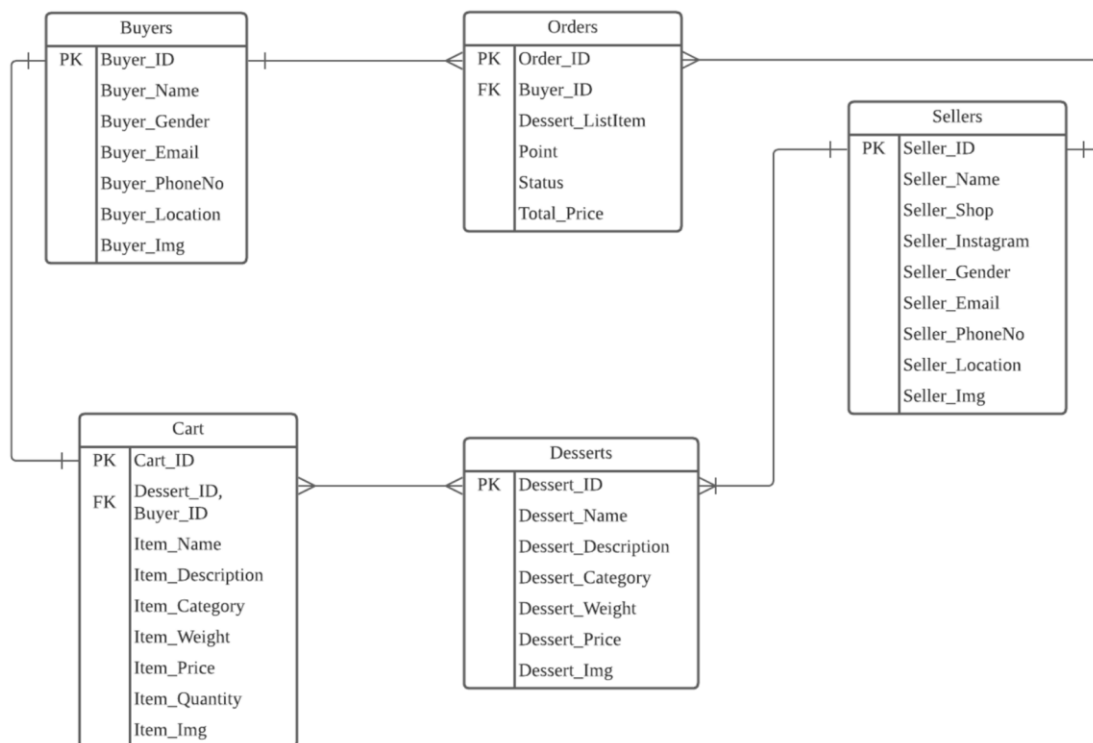 Buyers
PK Buyer_ID
Buyer_Name
Buyer_Gender
Buyer_Email
Buyer_PhoneNo
Buyer_Location
Buyer_Img
Orders
PK Order_ID
FK Buyer_ID
Dessert_ListItem
Point
Status
Total_Price
Sellers
PK Seller_ID
Seller_Name
Seller_Shop
Seller_Instagram
Seller_Gender
Seller_Email
Seller_PhoneNo
Seller_Location
Seller_Img
Cart
PK Cart_ID
FK Dessert_ID,
Buyer_ID
Item_Name
Item_Description
Item_Category
Item_Weight
Item_Price
Item_Quantity
Item_Img
Desserts
PK Dessert_ID
Dessert_Name
Dessert_Description
Dessert_Category
Dessert_Weight
Dessert_Price
Dessert_Img